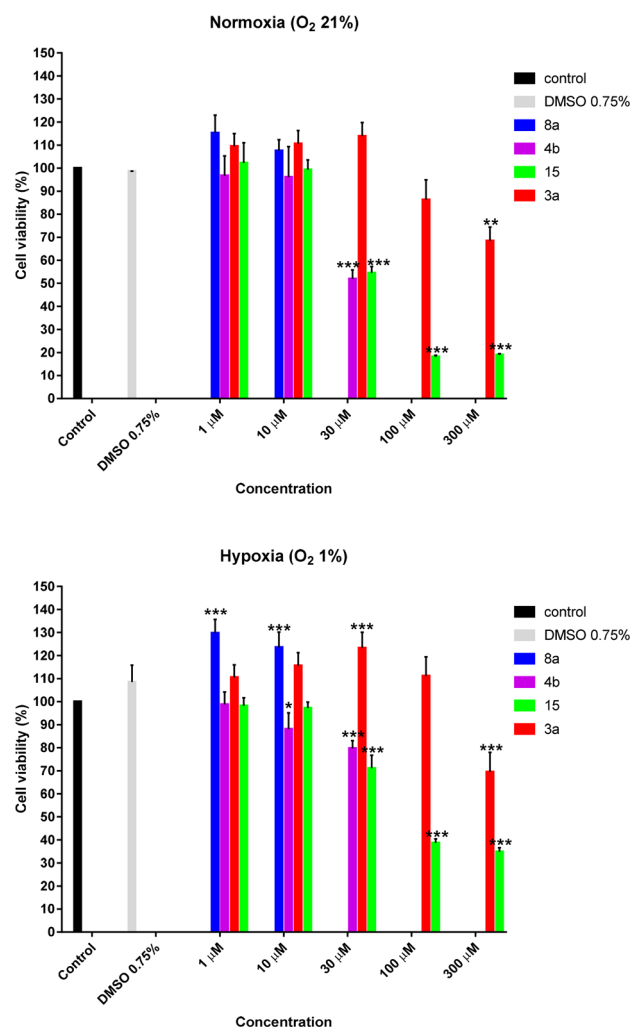 Normoxia (O2 21%)
150
140
130
120
110
100
90
80
70
60
50
40
30
20
10
0
Cell viability (%)
***
***
***
**
***
control
DMSO 0.75%
8a
4b
15
3a
Control
DMSO 0.75%
1 µM
10 µM
30 µM
100 µM
300 µM
Concentration
Hypoxia (O2 1%)
150
140
130
120
110
100
90
80
70
60
50
40
30
20
10
0
Cell viability (%)
***
***
*
***
***
***
***
***
***
control
DMSO 0.75%
8a
4b
15
3a
Control
DMSO 0.75%
1 µM
10 µM
30 µM
100 µM
300 µM
Concentration